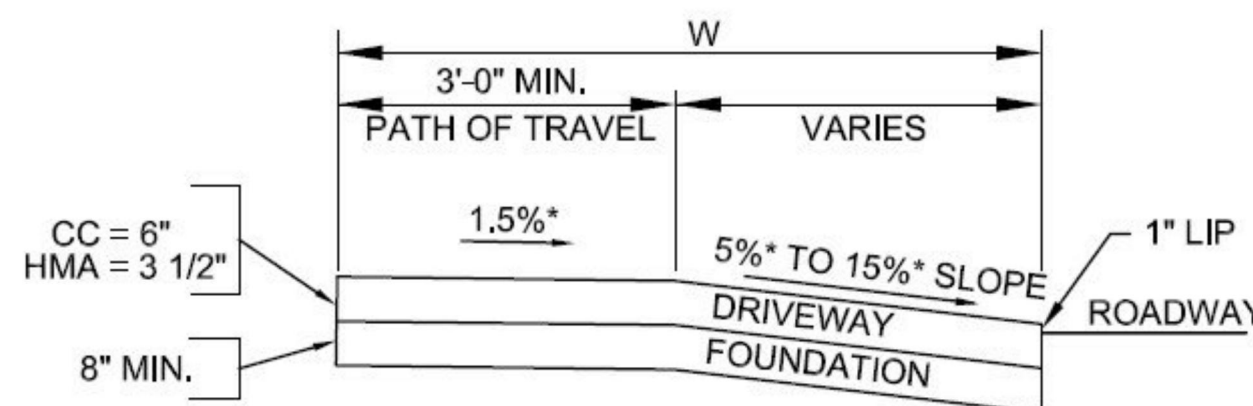 W
3'-0" MIN.
PATH OF TRAVEL
VARIES
1.5%*
CC = 6"
HMA = 3 1/2"
5%* TO 15%* SLOPE
1" LIP
ROADWAY
DRIVEWAY
8" MIN.
FOUNDATION